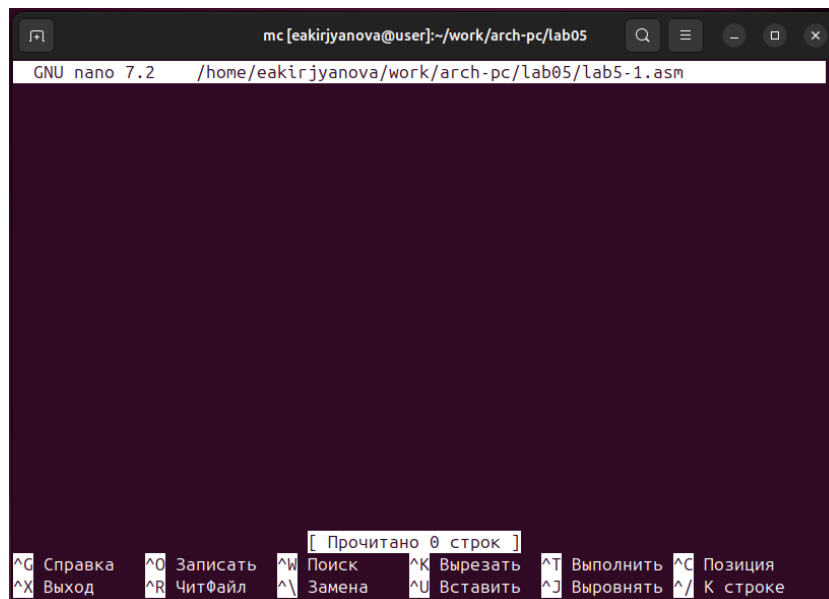 mc [eakirjyanova@user]:~/work/arch-pc/lab05
GNU nano 7.2 /home/eakirjyanova/work/arch-pc/lab05/lab5-1.asm
[ Прочитано 0 строк ]
^G Справка ^O Записать ^W Поиск ^K Вырезать ^T Выполнить ^C Позиция
^X Выход ^R ЧитФайл ^\ Замена ^U Вставить ^J Выровнять ^/ К строке